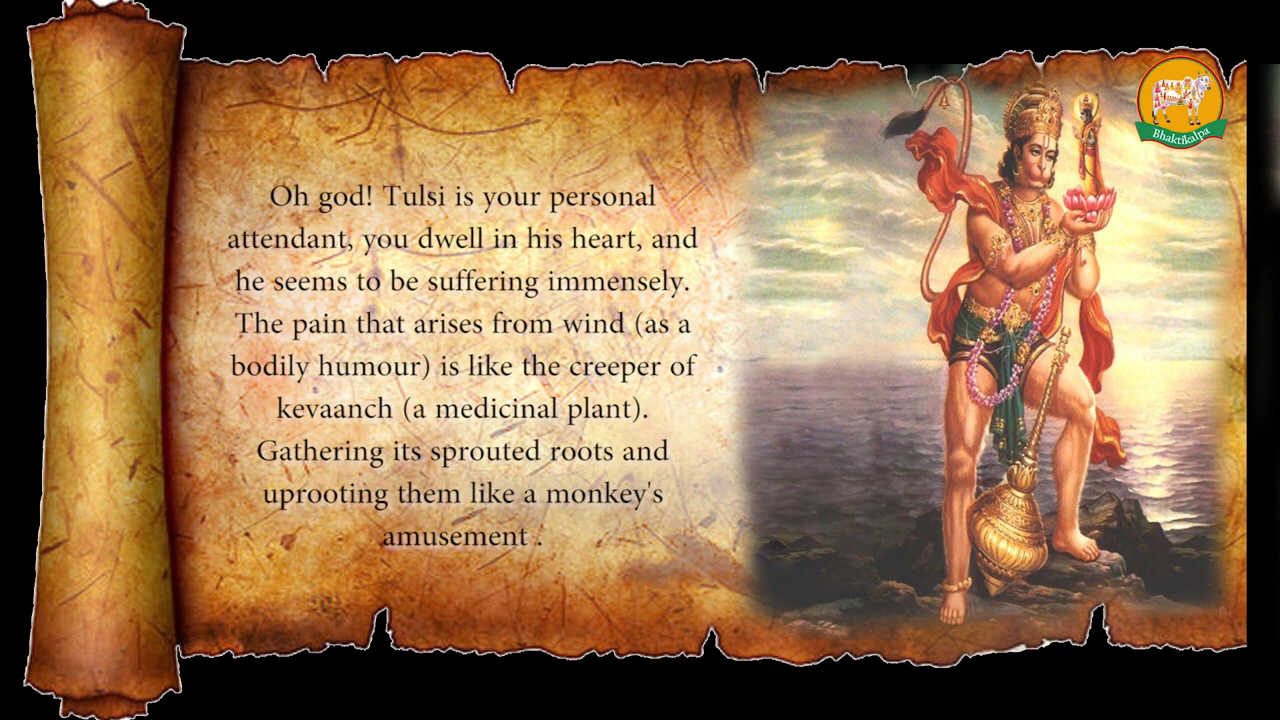 Oh god! Tulsi is your personal
attendant, you dwell in his heart, and
he seems to be suffering immensely.
The pain that arises from wind (as a
bodily humour) is like the creeper of
kevaanch (a medicinal plant).
Gathering its sprouted roots and
uprooting them like a monkey's
amusement .
Bhaktikalpa